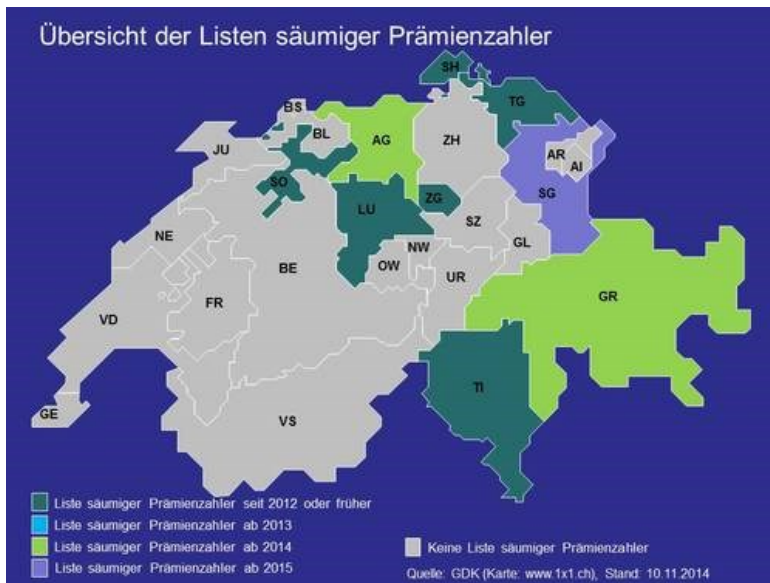 Übersicht der Listen säumiger Prämienzahler
SH
TG
BS
BL
AG
ZH
JU
AR
AI
SO
ZG
SG
LU
SZ
NE
NW
GL
OW
BE
UR
FR
GR
VD
TI
GE
VS
Liste säumiger Prämienzahler seit 2012 oder früher
Liste säumiger Prämienzahler ab 2013
Liste säumiger Prämienzahler ab 2014
Liste säumiger Prämienzahler ab 2015
Keine Liste säumiger Prämienzahler
Quelle: GDK (Karte: www.1x1.ch), Stand: 10.11.2014